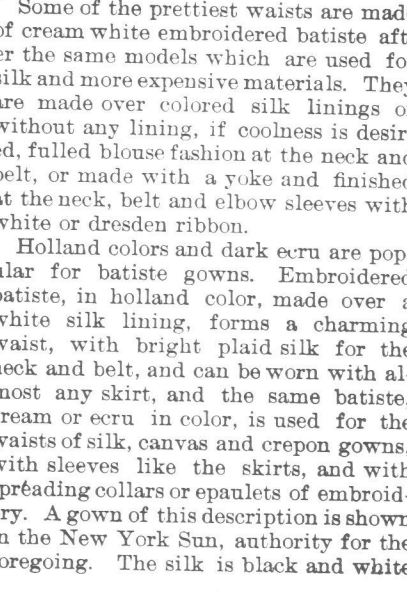 Some of the prettiest waists are mad
of cream white embroidered batiste aft
er the same models which are used fo
silk and more expensive materials. They
are made over colored silk linings o
without any lining, if coolness is desir
ed, fulled blouse fashion at the neck and
belt, or made with a yoke and finished
at the neck, belt and elbow sleeves with
white or dresden ribbon.
Holland colors and dark ecru are pop
ular for batiste gowns. Embroidered
batiste, in holland color, made over a
white silk lining, forms a charming
waist, with bright plaid silk for the
neck and belt, and can be worn with al-
most any skirt, and the same batiste,
cream or ecru in color, is used for the
waists of silk, canvas and crepon gowns,
with sleeves like the skirts, and with
spreading collars or epaulets of embroid-
ery. A gown of this description is shown
in the New York Sun, authority for the
foregoing. The silk is black and white